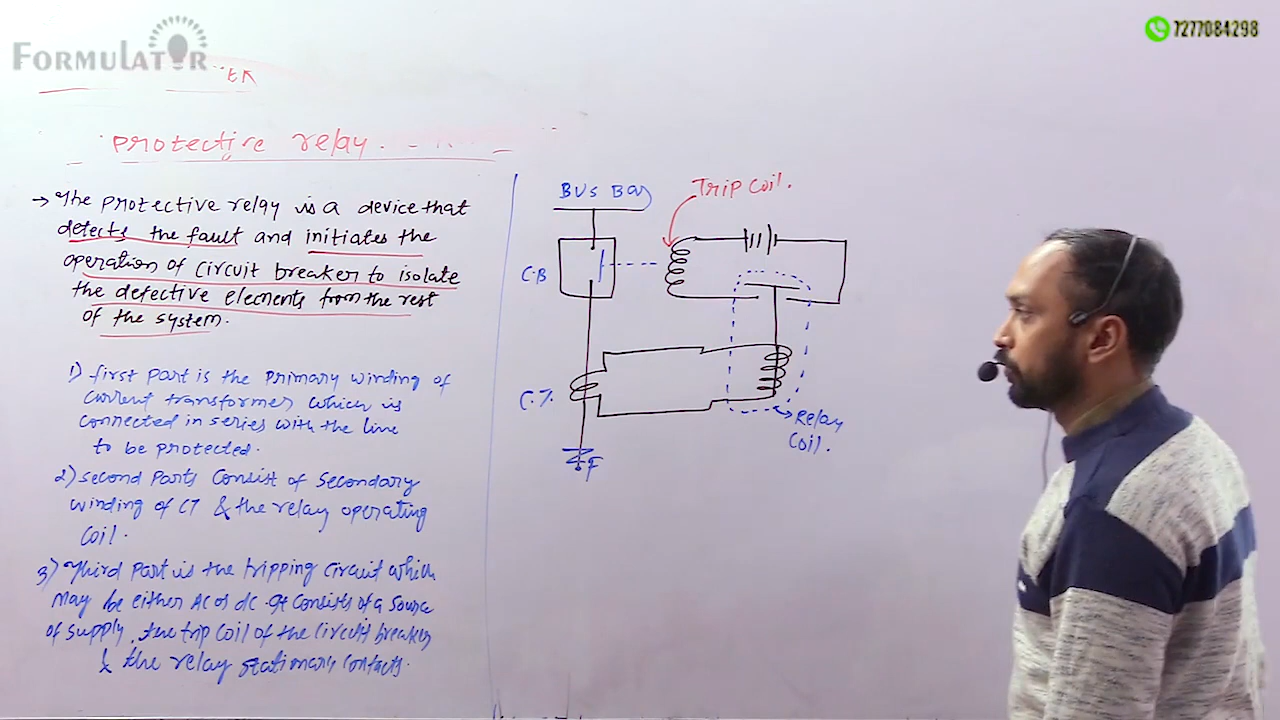 FORMULATOR
7277084298
ER
Protective relay.
→ The protective relay is a device that
detects the fault and initiates the
operation of circuit breaker to isolate
the defective elements from the rest
of the system.
1) first part is the primary winding of
current transformer which is
connected in series with the line
to be protected.
2) second parts consist of secondary
winding of CT & the relay operating
coil.
3) Third part is the tripping circuit which
may be either AC or dc. It consists of a source
of supply, the trip coil of the circuit breaker
& the relay stationary contacts.
BUS Bar
Trip coil.
C.B
C.T.
Relay
coil.
F